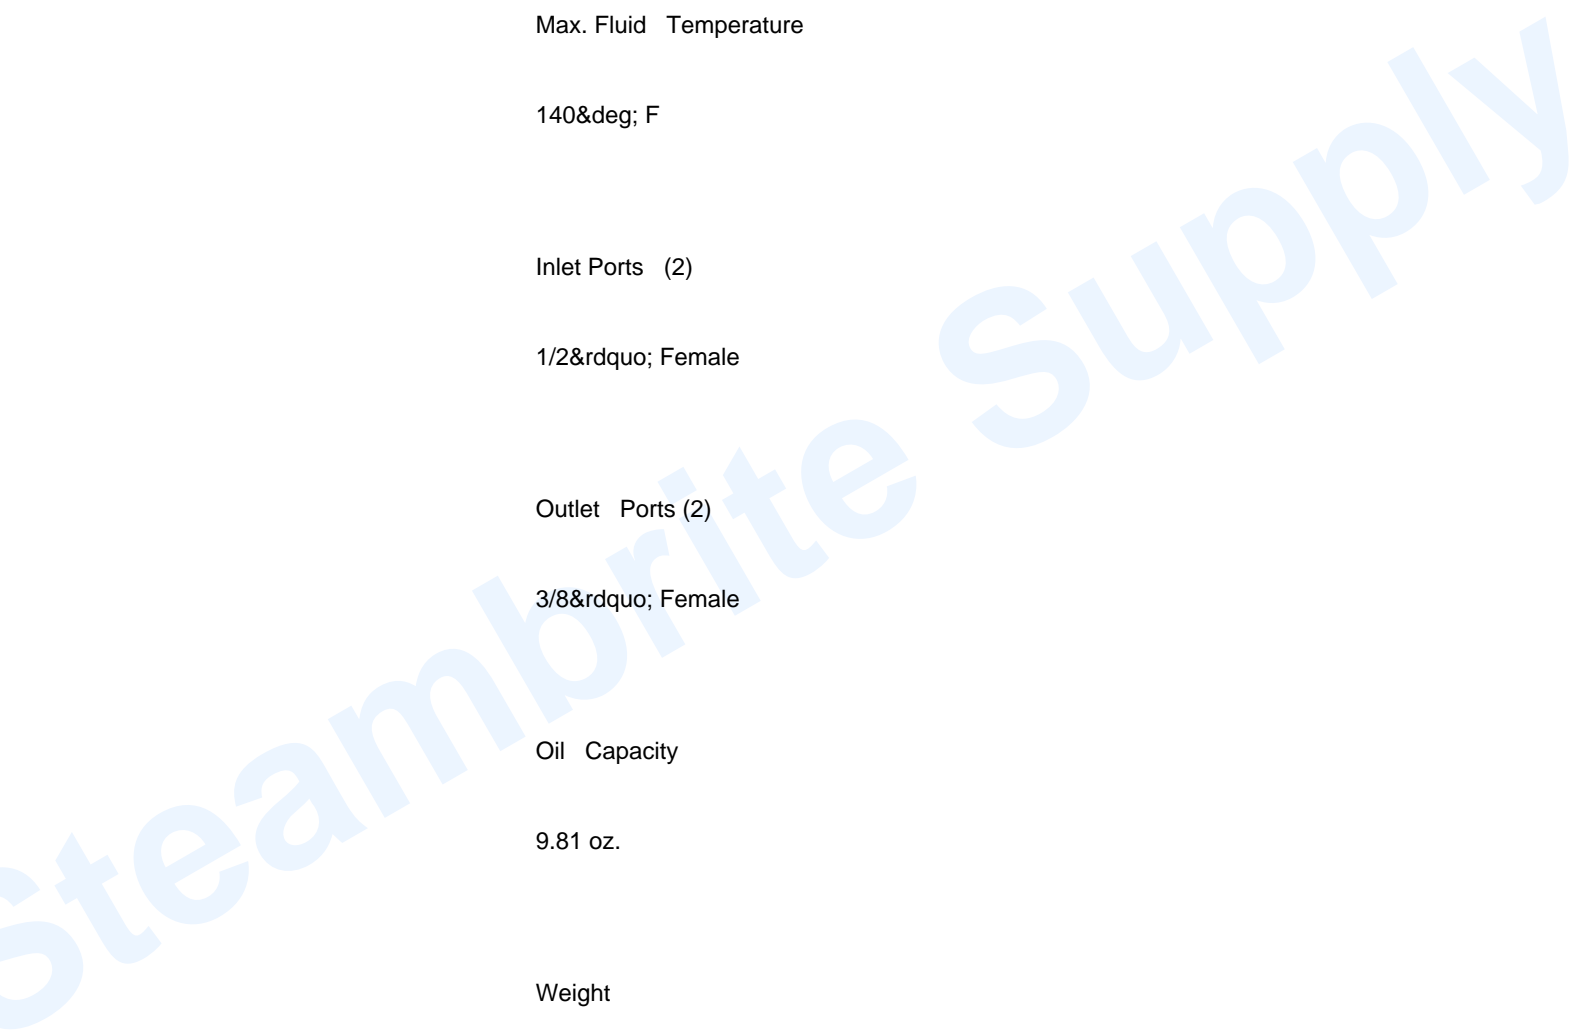 Max. Fluid   Temperature
140&deg; F
Inlet Ports   (2)
1/2&rdquo; Female
Outlet   Ports (2)
3/8&rdquo; Female
Oil   Capacity
9.81 oz.
Weight
Steambrite Supply